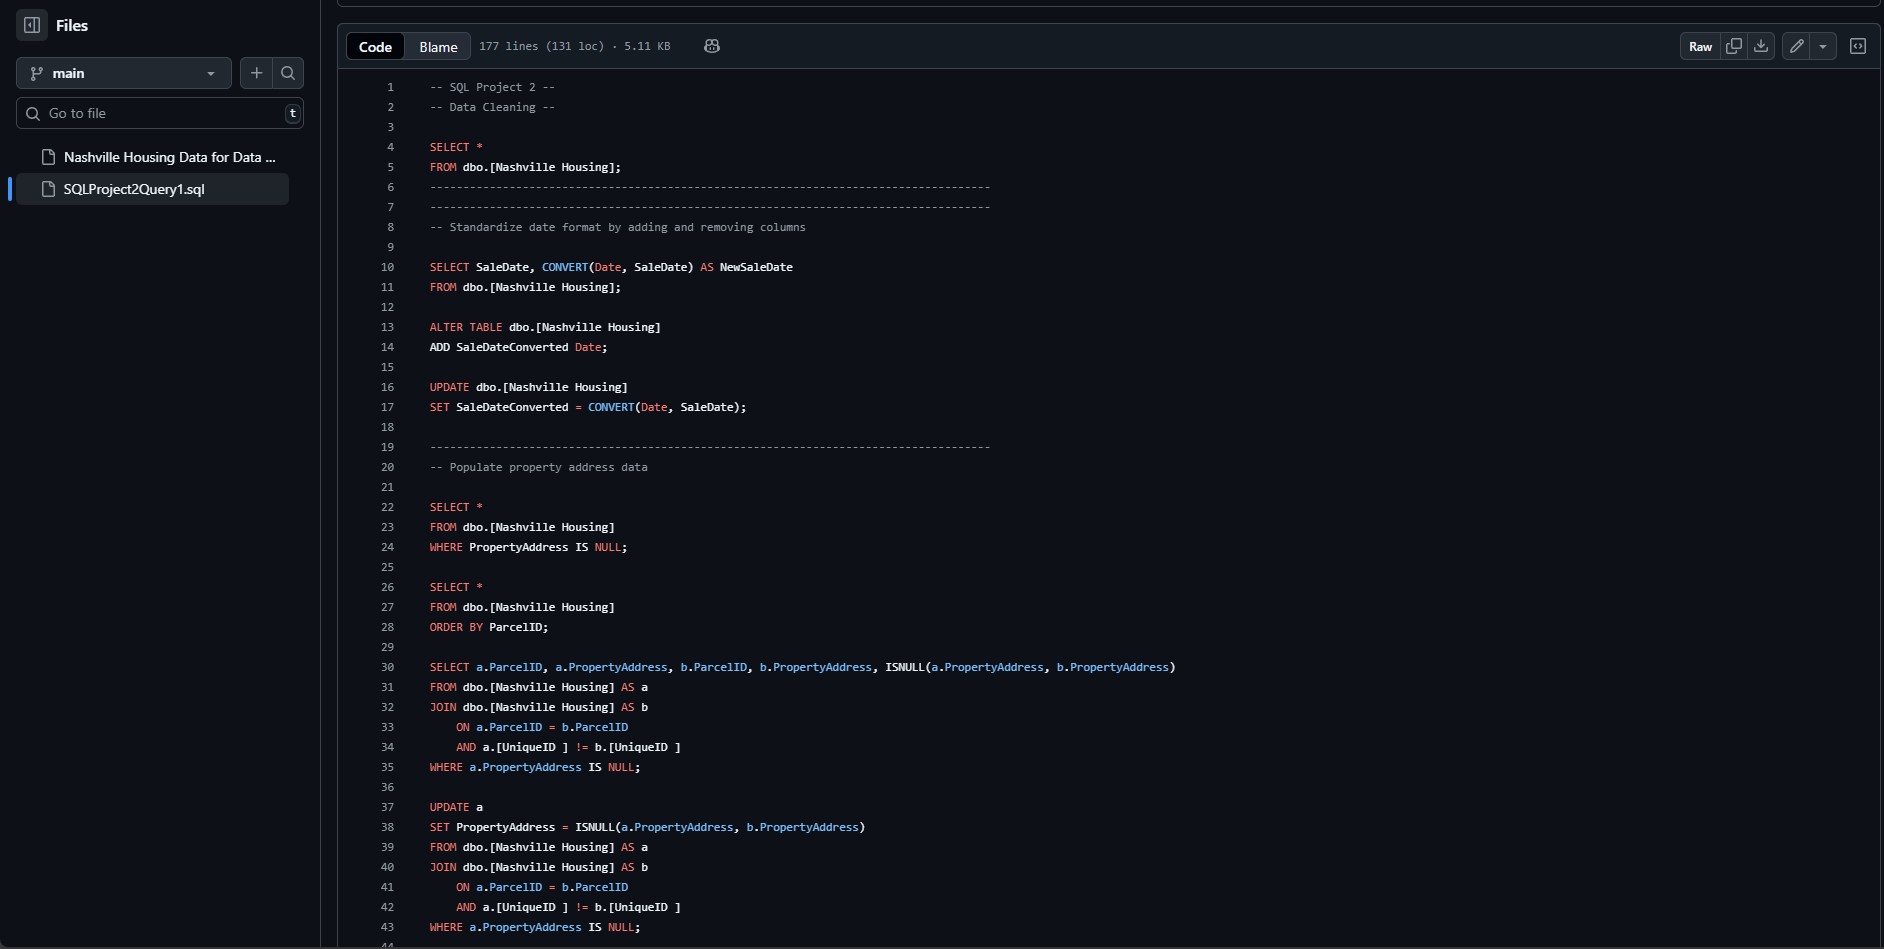 Files
main
Go to file
t
Nashville Housing Data for Data ...
SQLProject2Query1.sql
Code
Blame
177 lines (131 loc) · 5.11 KB
Raw
1 -- SQL Project 2 --
2 -- Data Cleaning --
3
4 SELECT *
5 FROM dbo.[Nashville Housing];
6 -------------------------------------------------------------------------------------
7 -------------------------------------------------------------------------------------
8 -- Standardize date format by adding and removing columns
9
10 SELECT SaleDate, CONVERT(Date, SaleDate) AS NewSaleDate
11 FROM dbo.[Nashville Housing];
12
13 ALTER TABLE dbo.[Nashville Housing]
14 ADD SaleDateConverted Date;
15
16 UPDATE dbo.[Nashville Housing]
17 SET SaleDateConverted = CONVERT(Date, SaleDate);
18
19 -------------------------------------------------------------------------------------
20 -- Populate property address data
21
22 SELECT *
23 FROM dbo.[Nashville Housing]
24 WHERE PropertyAddress IS NULL;
25
26 SELECT *
27 FROM dbo.[Nashville Housing]
28 ORDER BY ParcelID;
29
30 SELECT a.ParcelID, a.PropertyAddress, b.ParcelID, b.PropertyAddress, ISNULL(a.PropertyAddress, b.PropertyAddress)
31 FROM dbo.[Nashville Housing] AS a
32 JOIN dbo.[Nashville Housing] AS b
33 ON a.ParcelID = b.ParcelID
34 AND a.[UniqueID ] != b.[UniqueID ]
35 WHERE a.PropertyAddress IS NULL;
36
37 UPDATE a
38 SET PropertyAddress = ISNULL(a.PropertyAddress, b.PropertyAddress)
39 FROM dbo.[Nashville Housing] AS a
40 JOIN dbo.[Nashville Housing] AS b
41 ON a.ParcelID = b.ParcelID
42 AND a.[UniqueID ] != b.[UniqueID ]
43 WHERE a.PropertyAddress IS NULL;
44